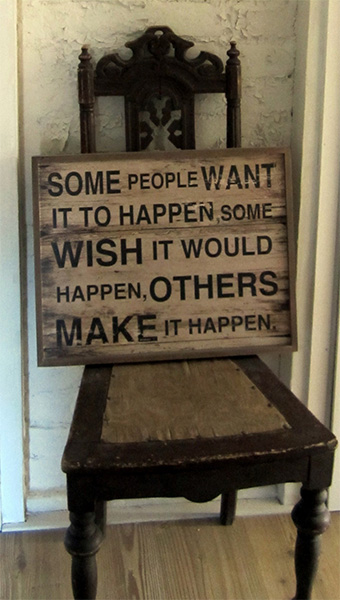 SOME PEOPLE WANT
IT TO HAPPEN, SOME
WISH IT WOULD
HAPPEN, OTHERS
MAKE IT HAPPEN.